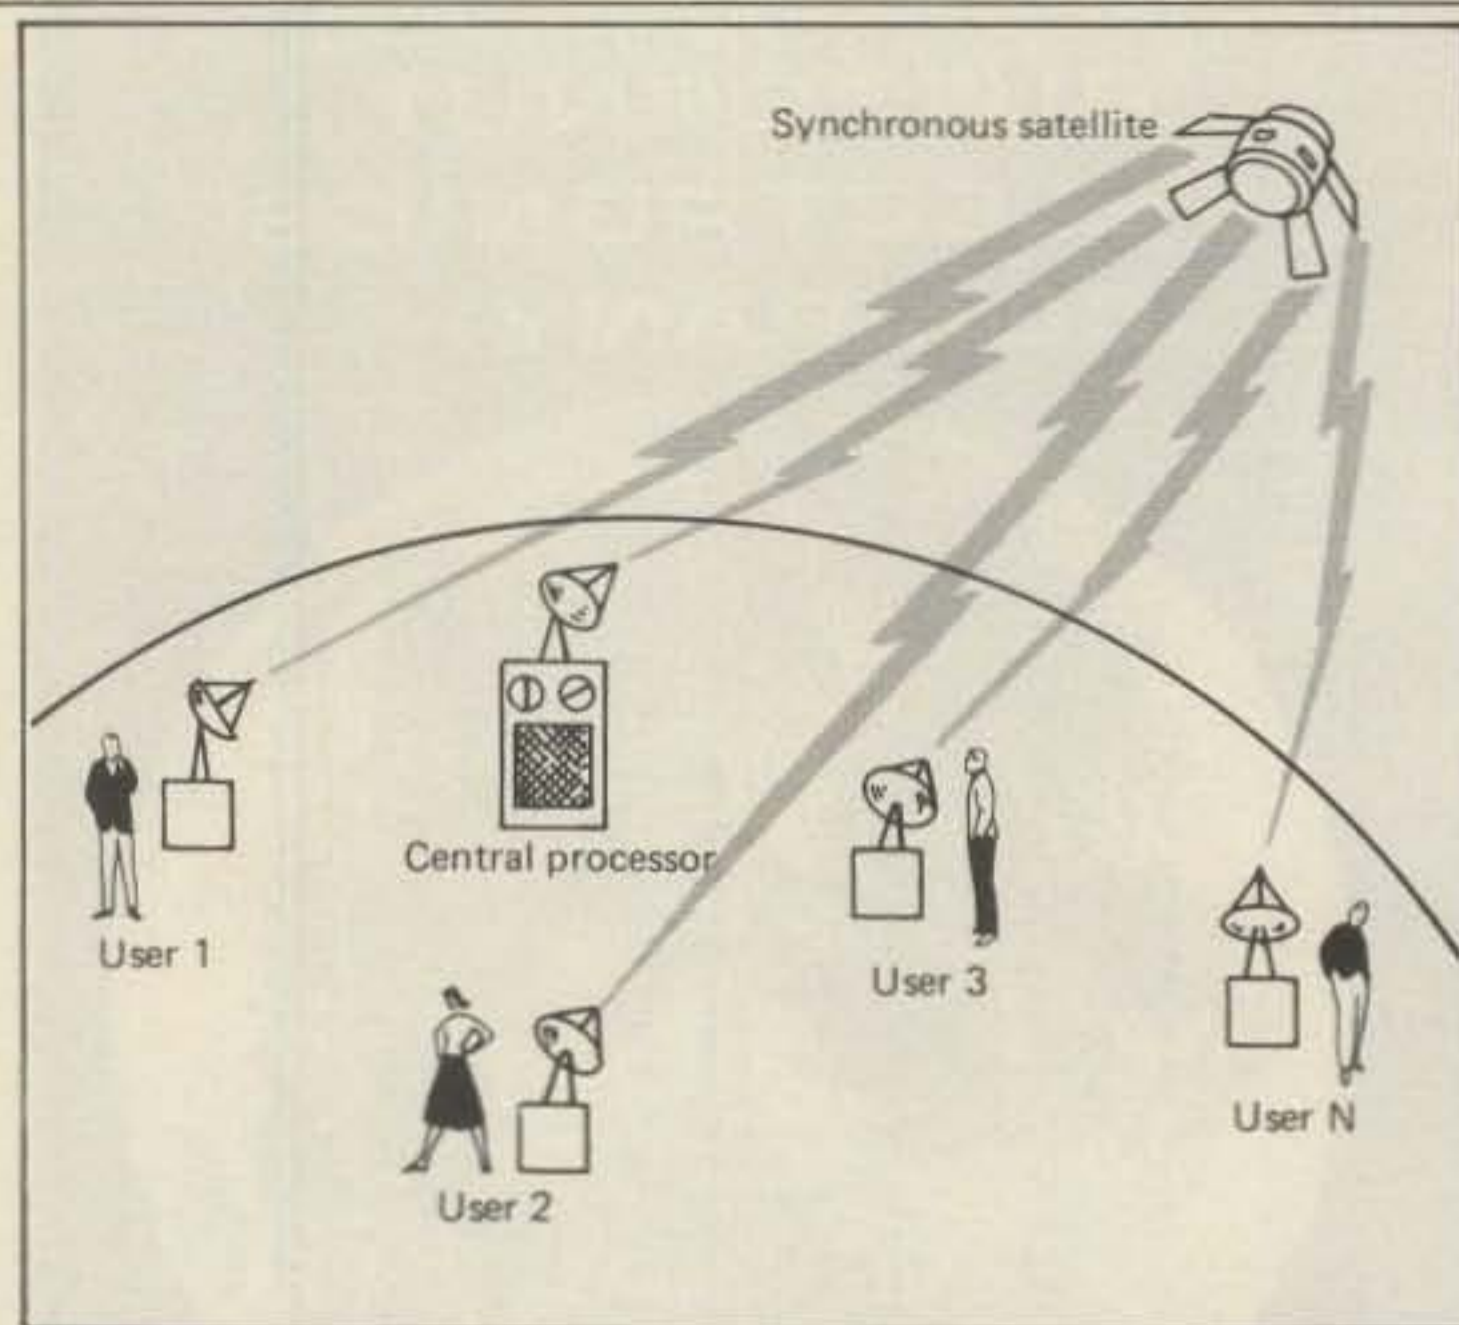 Synchronous satellite
Central processor
User 1
User 3
User N
User 2